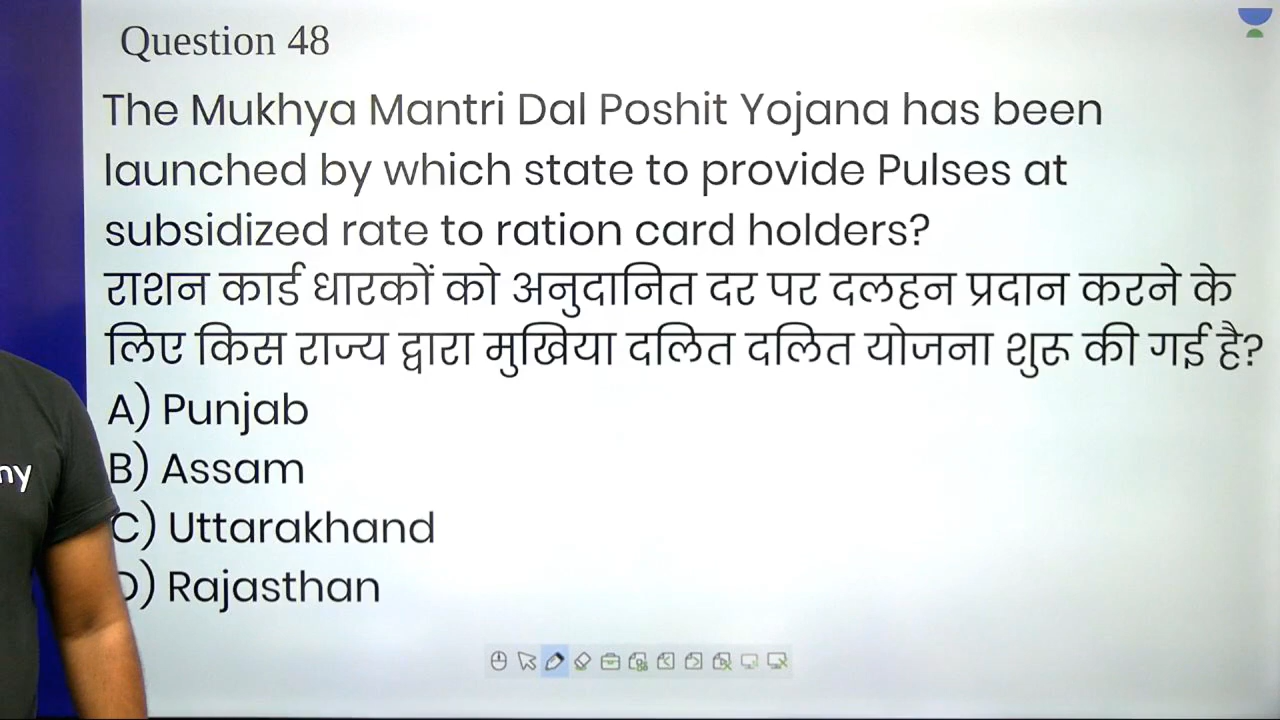 Question 48
The Mukhya Mantri Dal Poshit Yojana has been
launched by which state to provide Pulses at
subsidized rate to ration card holders?
राशन कार्ड धारकों को अनुदानित दर पर दलहन प्रदान करने के
लिए किस राज्य द्वारा मुखिया दलित दलित योजना शुरू की गई है?
A) Punjab
B) Assam
C) Uttarakhand
D) Rajasthan
ny